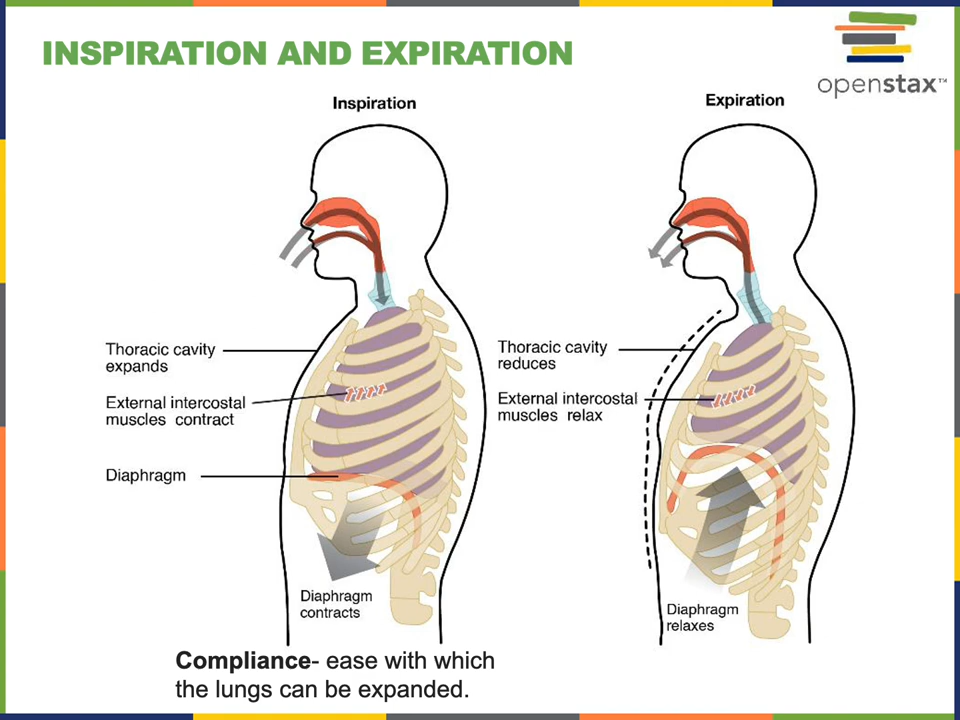 INSPIRATION AND EXPIRATION
openstax™
Inspiration
Thoracic cavity
expands
External intercostal
muscles contract
Diaphragm
Diaphragm
contracts
Expiration
Thoracic cavity
reduces
External intercostal
muscles relax
Diaphragm
relaxes
Compliance- ease with which
the lungs can be expanded.